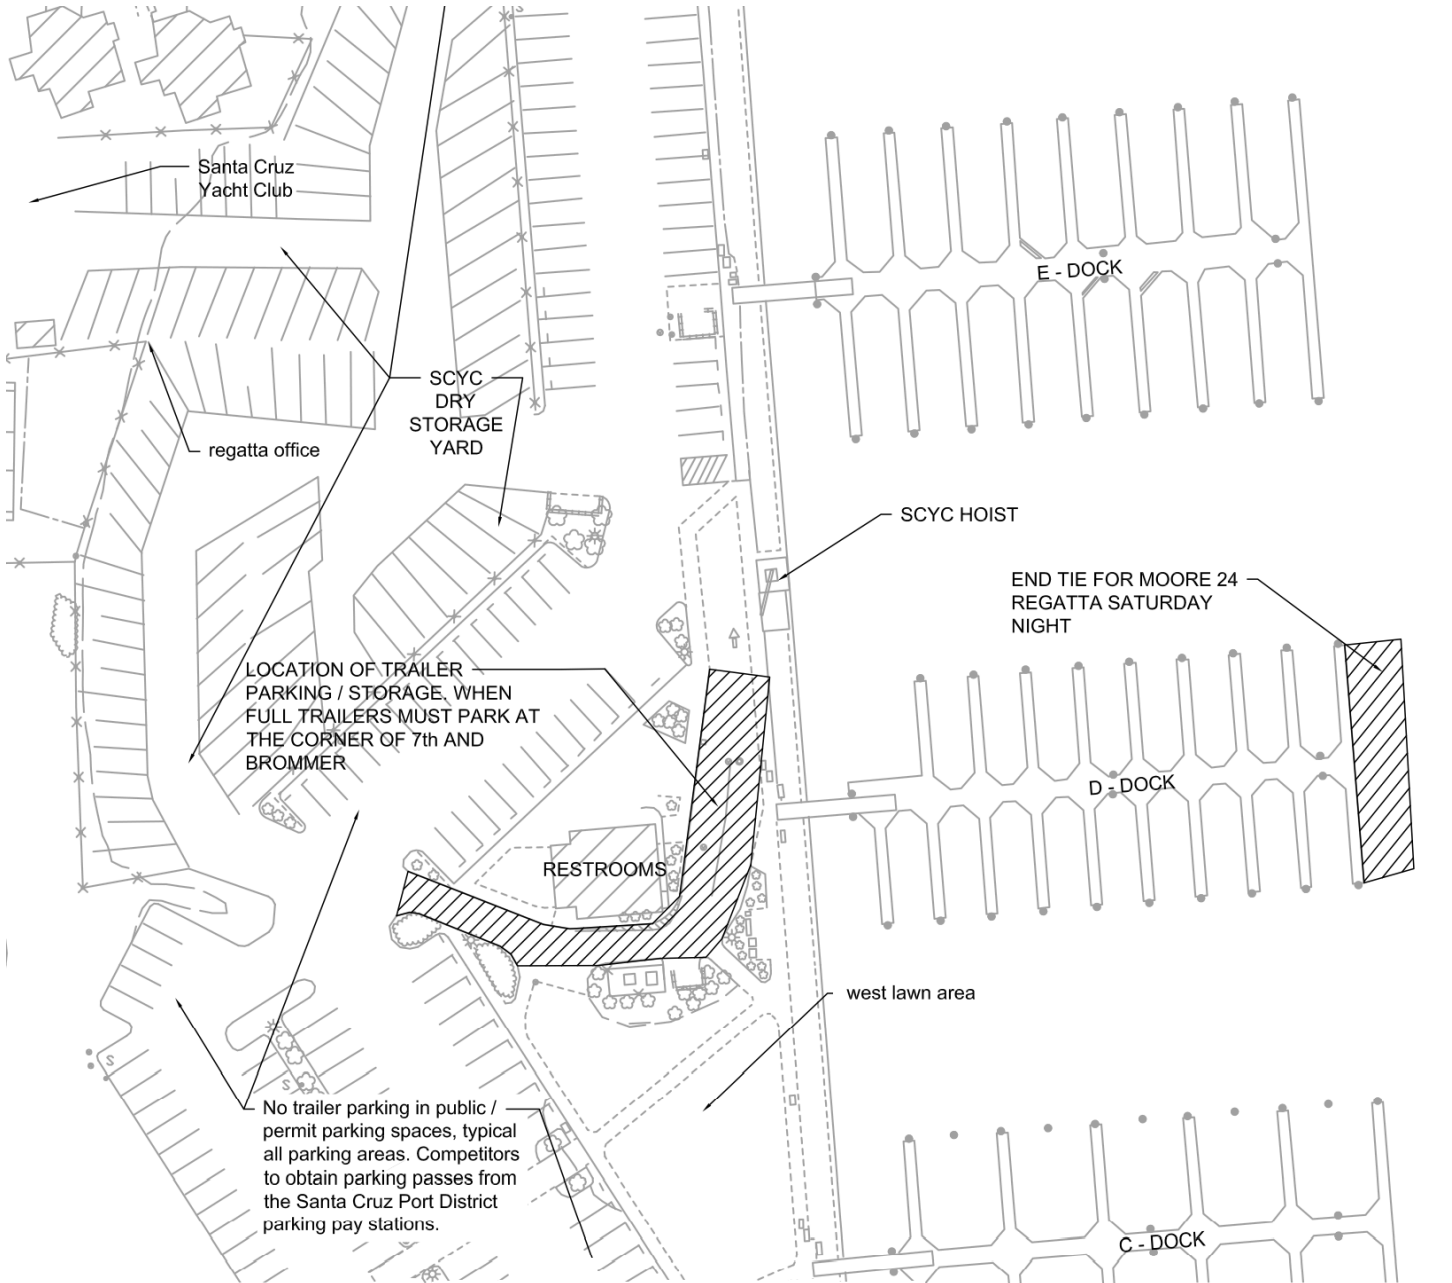 Santa Cruz
Yacht Club
E - DOCK
SCYC
DRY
STORAGE
YARD
regatta office
SCYC HOIST
END TIE FOR MOORE 24
REGATTA SATURDAY
NIGHT
LOCATION OF TRAILER
PARKING / STORAGE. WHEN
FULL TRAILERS MUST PARK AT
THE CORNER OF 7th AND
BROMMER
D - DOCK
RESTROOMS
west lawn area
S
S
No trailer parking in public /
permit parking spaces, typical
all parking areas. Competitors
to obtain parking passes from
the Santa Cruz Port District
parking pay stations.
C - DOCK